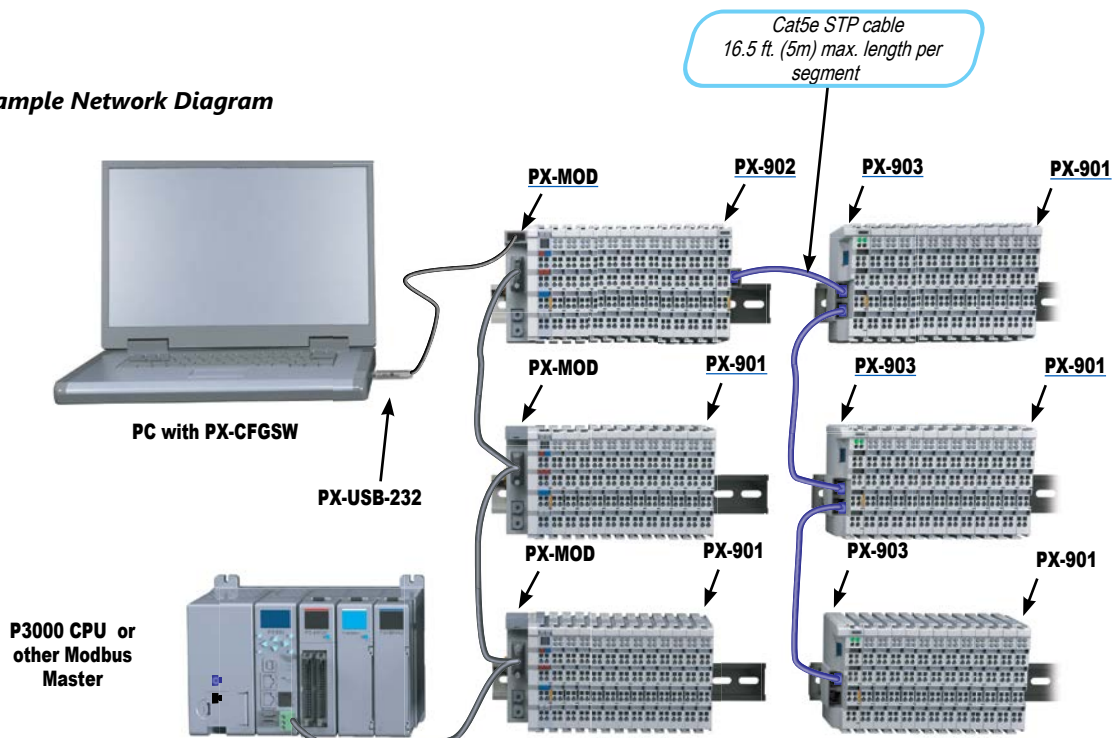 Cat5e STP cable
16.5 ft. (5m) max. length per
segment
ample Network Diagram
PX-MOD
PX-902
PX-903
PX-901
PC with PX-CFGSW
PX-USB-232
PX-MOD
PX-901
PX-903
PX-901
PX-MOD
PX-901
PX-903
PX-901
P3000 CPU or
other Modbus
Master